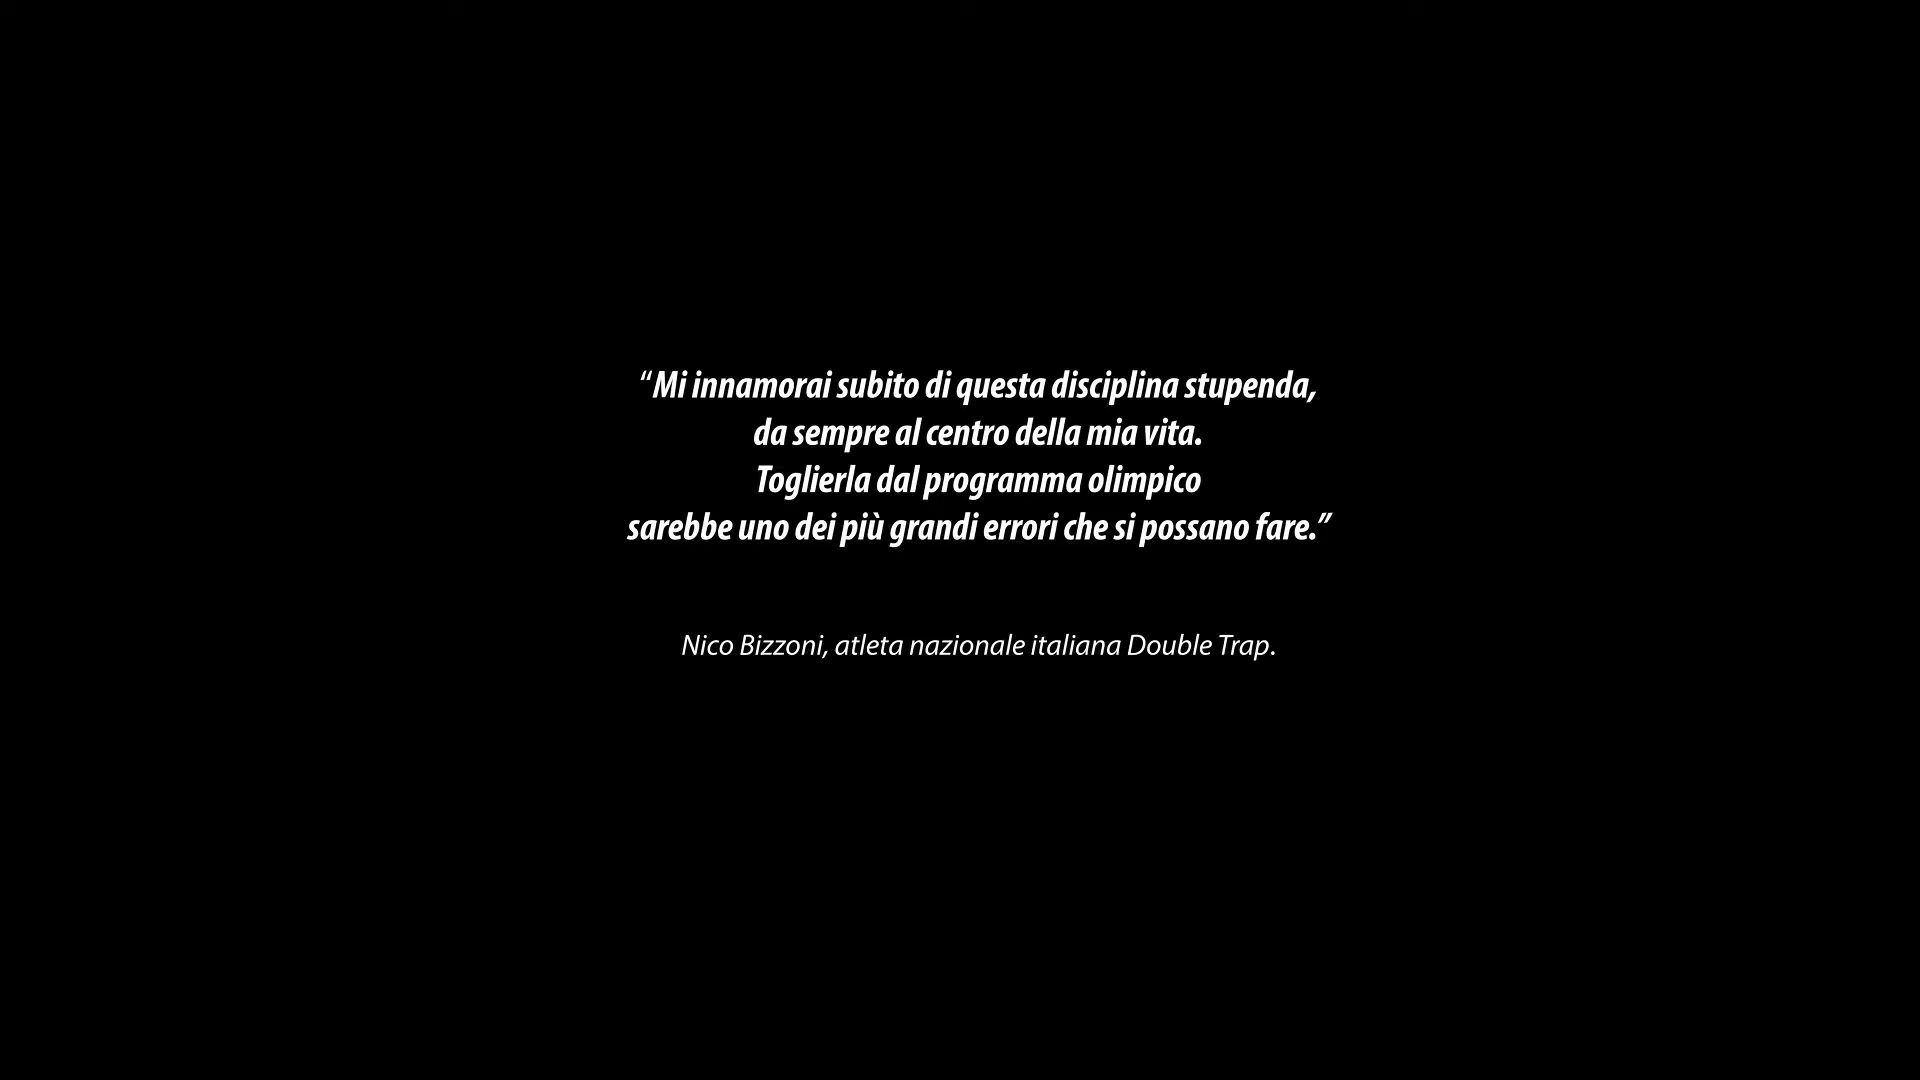 “Mi innamorai subito di questa disciplina stupenda,
da sempre al centro della mia vita.
Toglierla dal programma olimpico
sarebbe uno dei più grandi errori che si possano fare.”
Nico Bizzoni, atleta nazionale italiana Double Trap.